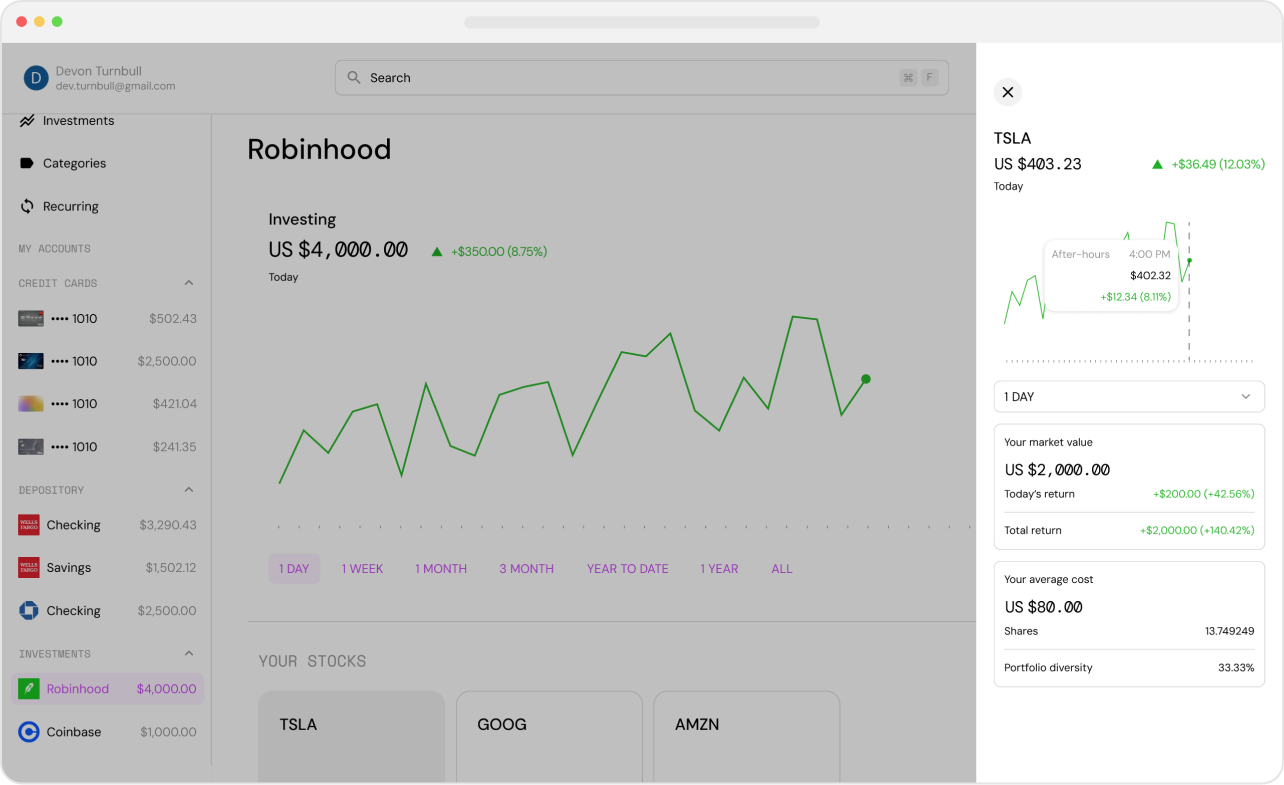 D
Devon Turnbull
dev.turnbull@gmail.com
Search
⌘ F
Investments
Categories
Recurring
MY ACCOUNTS
CREDIT CARDS
•••• 1010 $502.43
•••• 1010 $2,500.00
•••• 1010 $421.04
•••• 1010 $241.35
DEPOSITORY
WELLS FARGO Checking $3,290.43
WELLS FARGO Savings $1,502.12
Checking $2,500.00
INVESTMENTS
Robinhood $4,000.00
Coinbase $1,000.00
Robinhood
Investing
US $4,000.00 +$350.00 (8.75%)
Today
1 DAY 1 WEEK 1 MONTH 3 MONTH YEAR TO DATE 1 YEAR ALL
YOUR STOCKS
TSLA GOOG AMZN
TSLA
US $403.23 +$36.49 (12.03%)
Today
After-hours 4:00 PM
$402.32
+$12.34 (8.11%)
1 DAY
Your market value
US $2,000.00
Today's return +$200.00 (+42.56%)
Total return +$2,000.00 (+140.42%)
Your average cost
US $80.00
Shares 13.749249
Portfolio diversity 33.33%